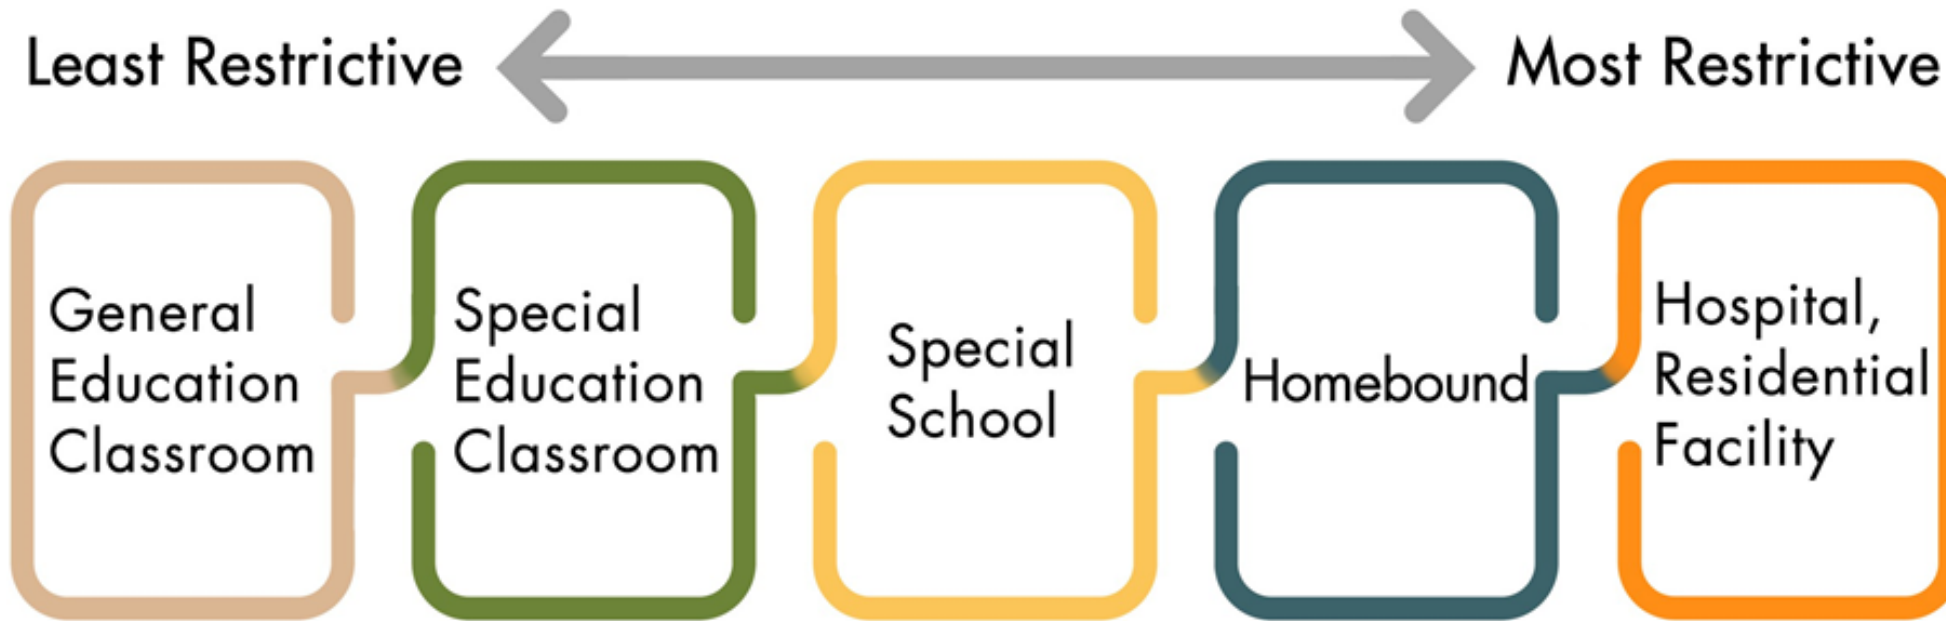 Least Restrictive
Most Restrictive
General
Education
Classroom
Special
Education
Classroom
Special
School
Homebound
Hospital,
Residential
Facility